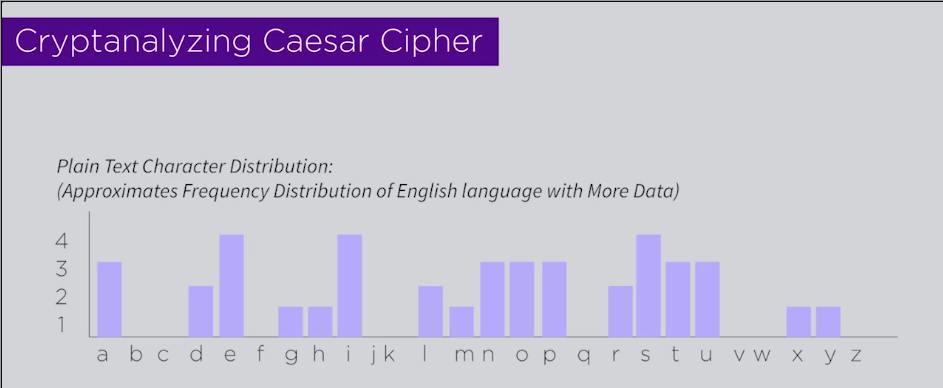 Cryptanalyzing Caesar Cipher
Plain Text Character Distribution:
(Approximates Frequency Distribution of English language with More Data)
4
3
2
1
a b c d e f g h i j k l m n o p q r s t u v w x y z